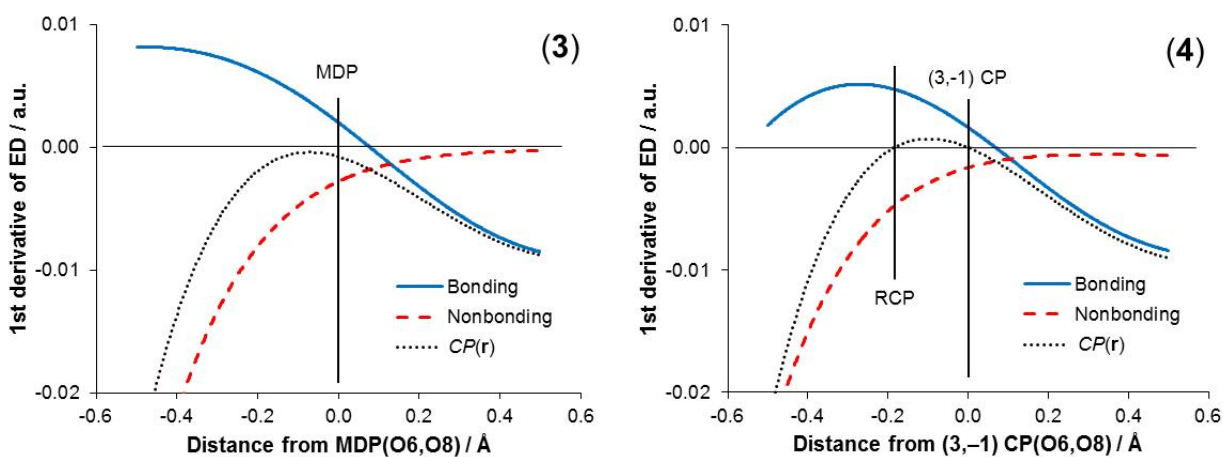 0.01
(3)
MDP
0.00
-0.01
Bonding
Nonbonding
CP(r)
-0.02
-0.6 -0.4 -0.2 0.0 0.2 0.4 0.6
Distance from MDP(O6,O8) / Å
1st derivative of ED / a.u.
0.01
(4)
(3,-1) CP
0.00
-0.01
RCP
Bonding
Nonbonding
CP(r)
-0.02
-0.6 -0.4 -0.2 0.0 0.2 0.4 0.6
Distance from (3,–1) CP(O6,O8) / Å
1st derivative of ED / a.u.